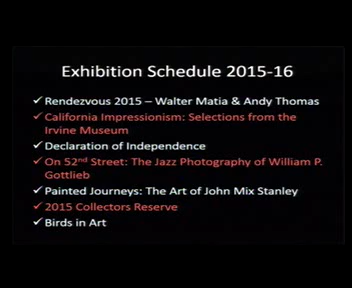 Exhibition Schedule 2015-16
✓ Rendezvous 2015 – Walter Matia & Andy Thomas
✓ California Impressionism: Selections from the
Irvine Museum
✓ Declaration of Independence
✓ On 52nd Street: The Jazz Photography of William P.
Gottlieb
✓ Painted Journeys: The Art of John Mix Stanley
✓ 2015 Collectors Reserve
✓ Birds in Art